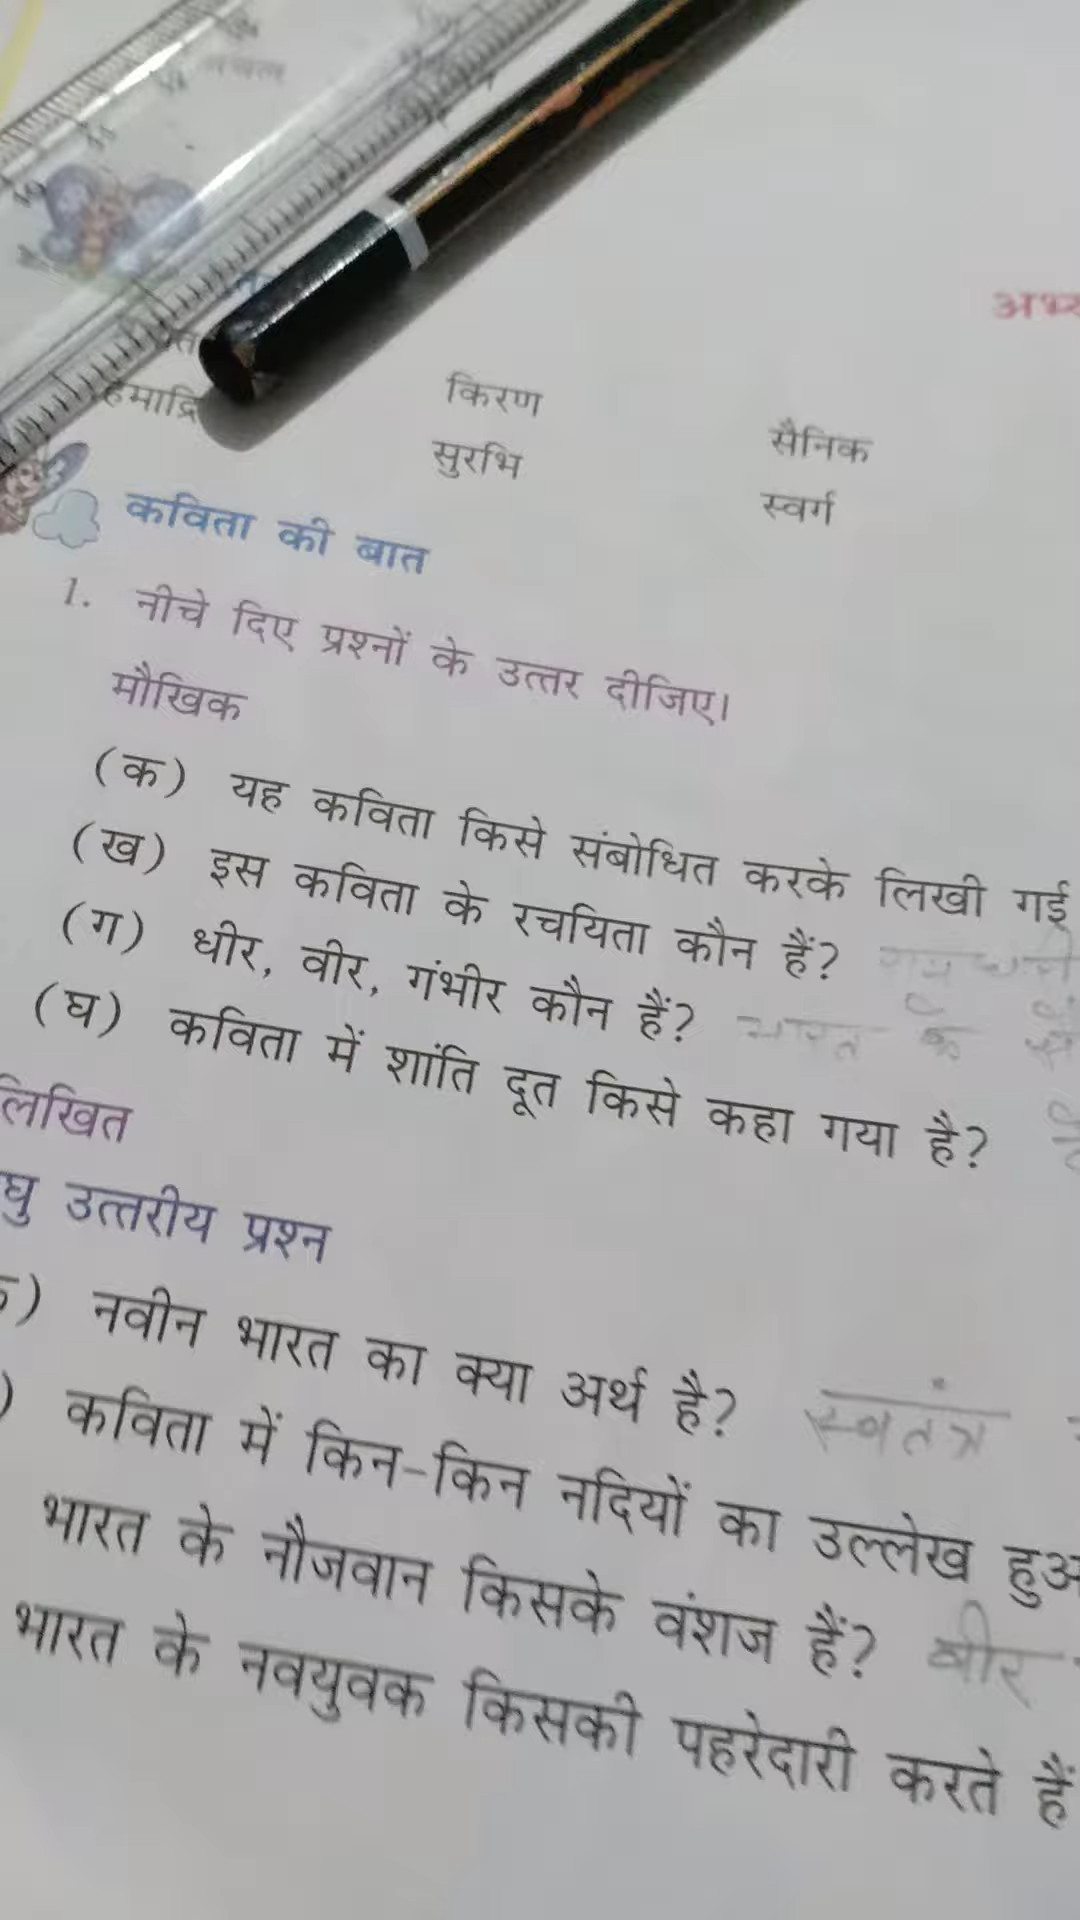 अभ्य
हिमाद्रि किरण सैनिक
सुरभि स्वर्ग
कविता की बात
1. नीचे दिए प्रश्नों के उत्तर दीजिए।
मौखिक
(क) यह कविता किसे संबोधित करके लिखी गई
(ख) इस कविता के रचयिता कौन हैं?
(ग) धीर, वीर, गंभीर कौन हैं? भारत के
(घ) कविता में शांति दूत किसे कहा गया है?
लिखित
घु उत्तरीय प्रश्न
) नवीन भारत का क्या अर्थ है? स्वतंत्र
) कविता में किन-किन नदियों का उल्लेख हुअ
भारत के नौजवान किसके वंशज हैं? वीर
भारत के नवयुवक किसकी पहरेदारी करते हैं